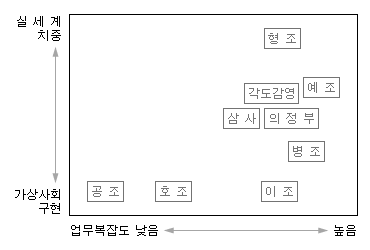 실 세 계
치중
형 조
예 조
각도감영
삼 사
의 정 부
병 조
가상사회
구현
공 조
호 조
이 조
업무복잡도 낮음
높음